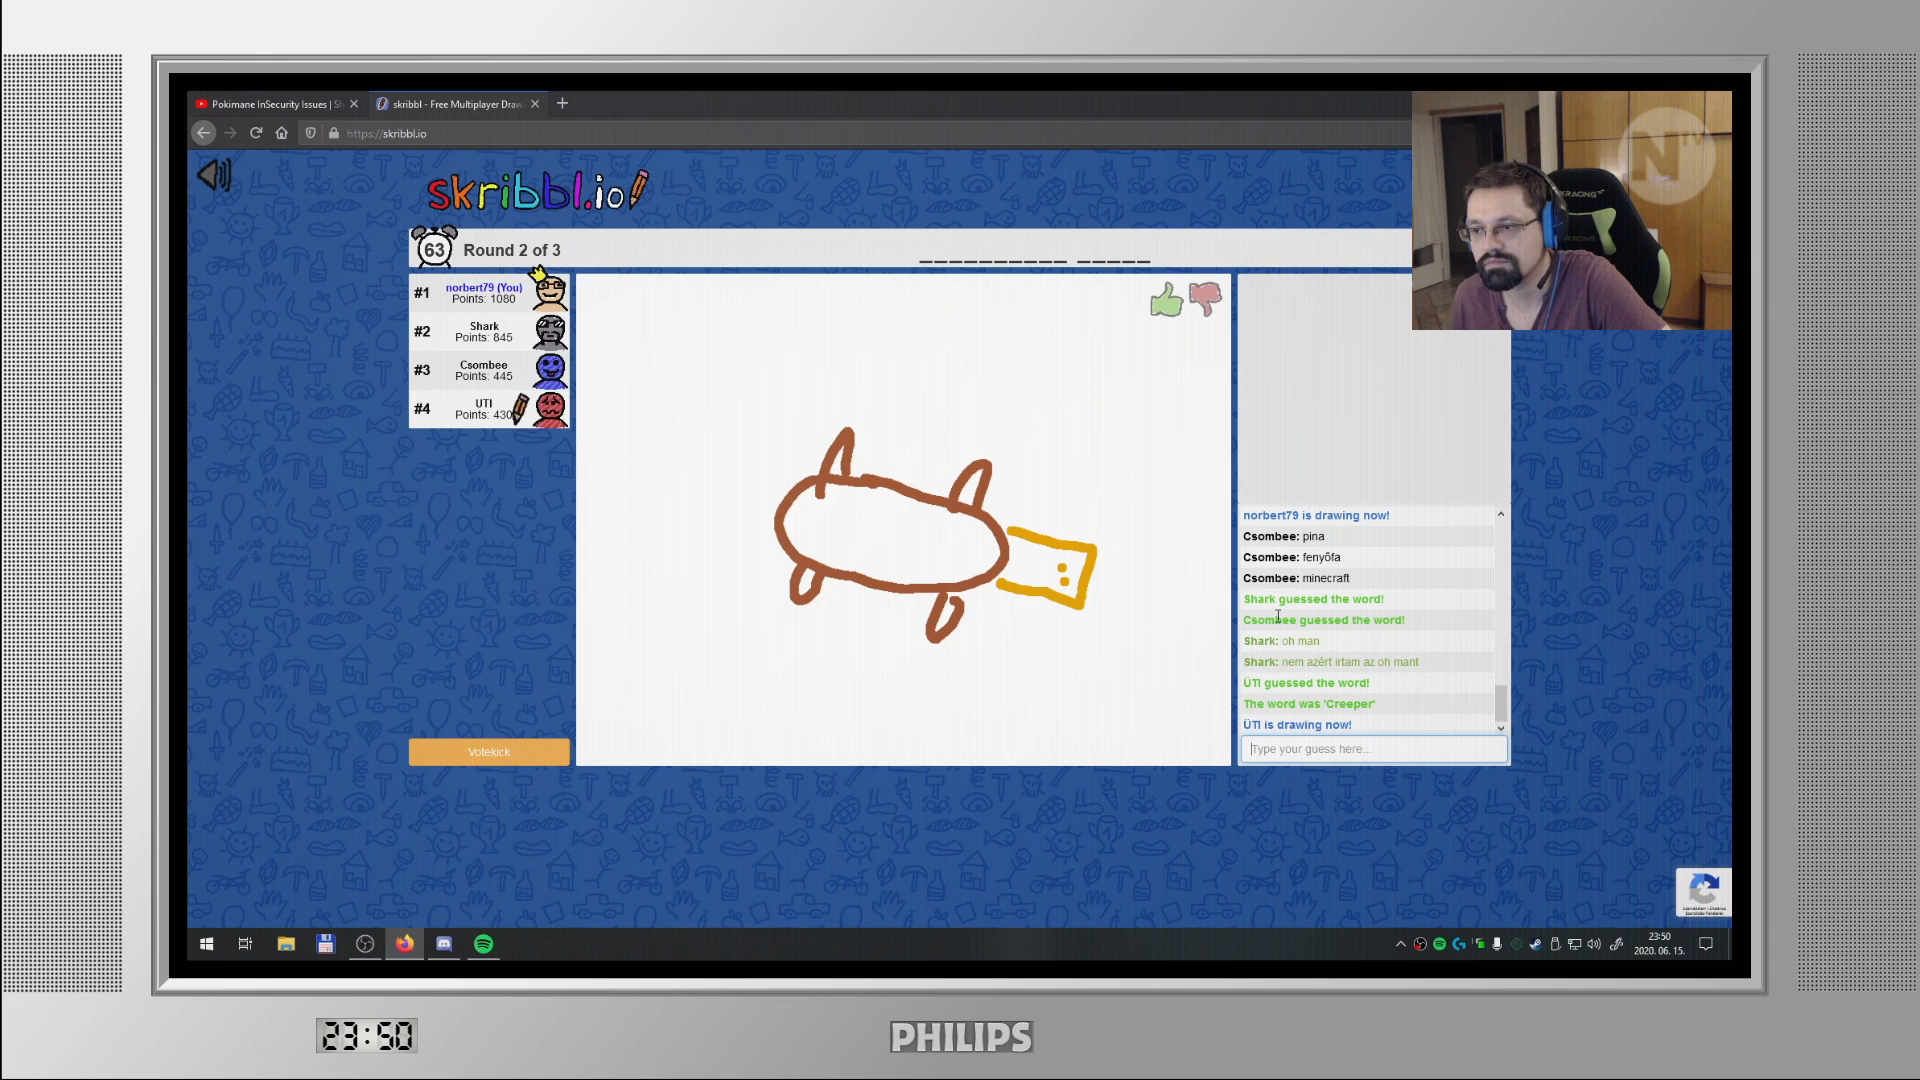 Pokimane InSecurity Issues | S
skribbl - Free Multiplayer Draw
https://skribbl.io
skribbl.io
63
Round 2 of 3
__________ _____
#1
norbert79 (You)
Points: 1080
#2
Shark
Points: 845
#3
Csombee
Points: 445
#4
ÜTI
Points: 430
norbert79 is drawing now!
Csombee: pina
Csombee: fenyőfa
Csombee: minecraft
Shark guessed the word!
Csombee guessed the word!
Shark: oh man
Shark: nem azért irtam az oh mant
ÜTI guessed the word!
The word was 'Creeper'
ÜTI is drawing now!
Type your guess here...
Votekick
N TV
23:50
2020. 06. 15.
23:50
PHILIPS